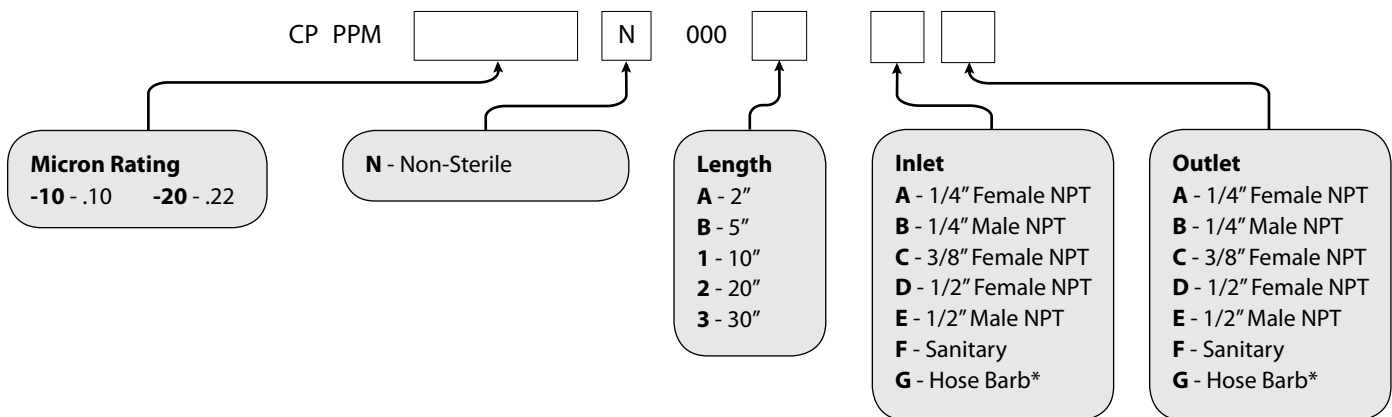 CP PPM N 000
Micron Rating
-10 - .10 -20 - .22
N - Non-Sterile
Length
A - 2”
B - 5”
1 - 10”
2 - 20”
3 - 30”
Inlet
A - 1/4” Female NPT
B - 1/4” Male NPT
C - 3/8” Female NPT
D - 1/2” Female NPT
E - 1/2” Male NPT
F - Sanitary
G - Hose Barb*
Outlet
A - 1/4” Female NPT
B - 1/4” Male NPT
C - 3/8” Female NPT
D - 1/2” Female NPT
E - 1/2” Male NPT
F - Sanitary
G - Hose Barb*